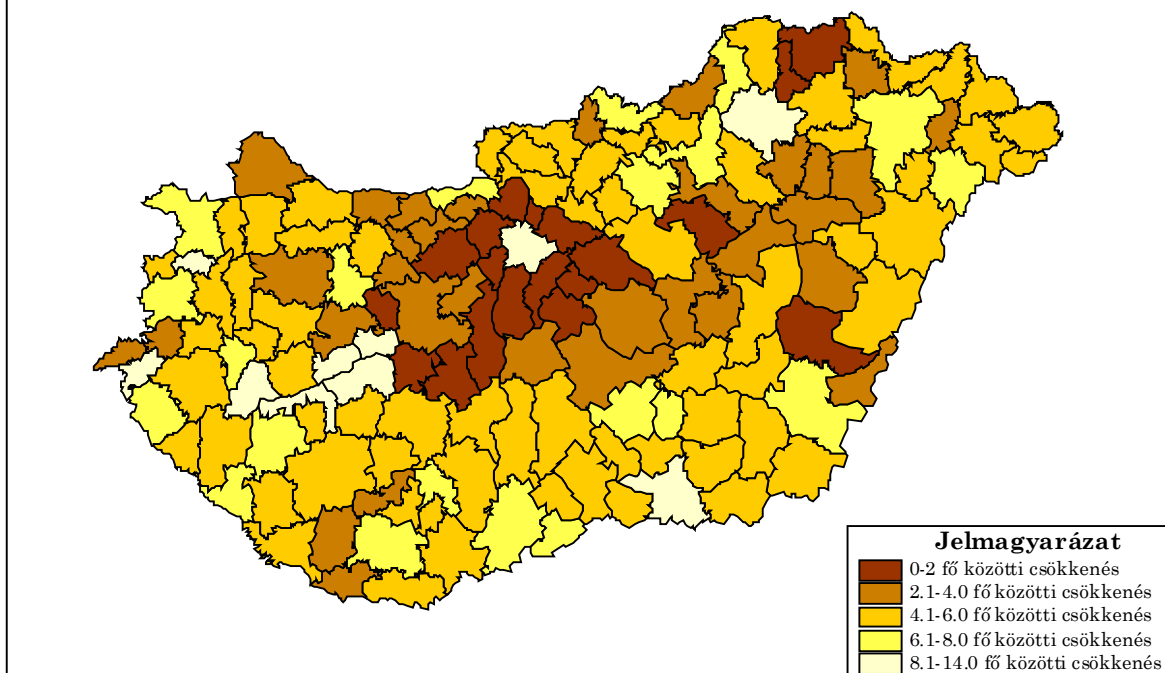 Jelmagyarázat
0-2 fő közötti csökkenés
2.1-4.0 fő közötti csökkenés
4.1-6.0 fő közötti csökkenés
6.1-8.0 fő közötti csökkenés
8.1-14.0 fő közötti csökkenés